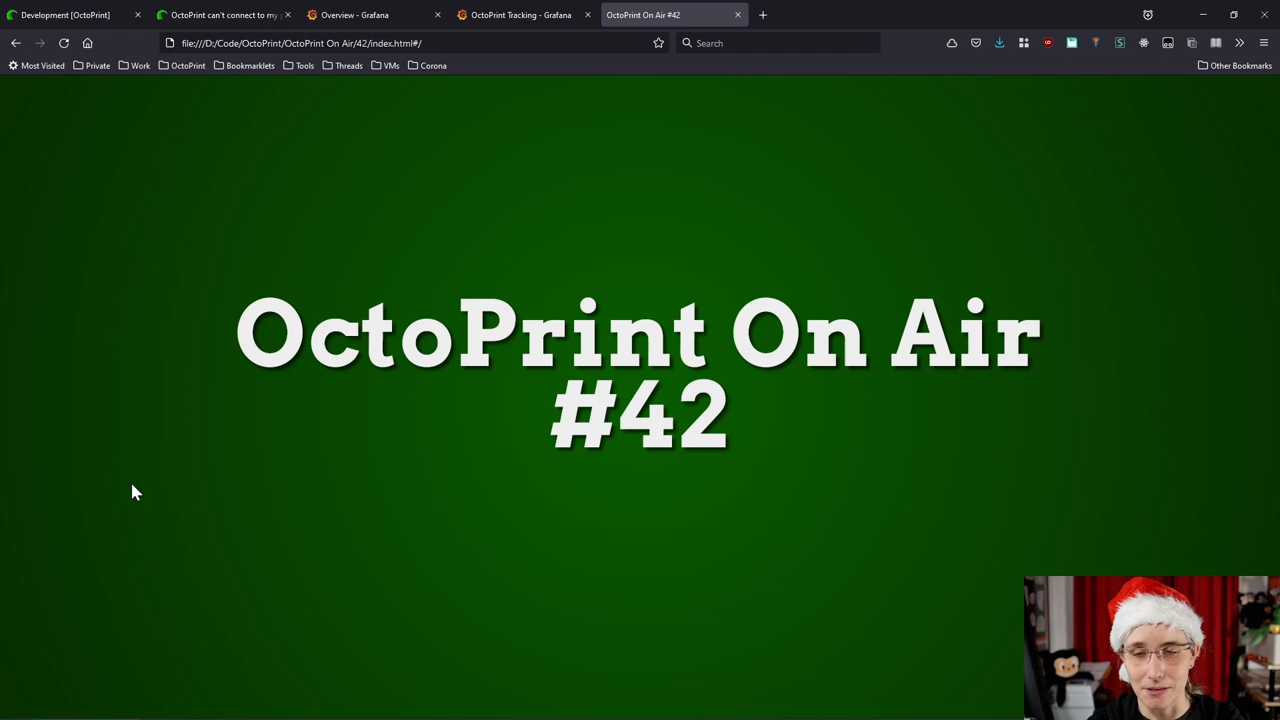 Development [OctoPrint]
OctoPrint can't connect to my p
Overview - Grafana
OctoPrint Tracking - Grafana
OctoPrint On Air #42
file:///D:/Code/OctoPrint/OctoPrint On Air/42/index.html#/
Search
Most Visited
Private
Work
OctoPrint
Bookmarklets
Tools
Threads
VMs
Corona
Other Bookmarks
OctoPrint On Air
#42